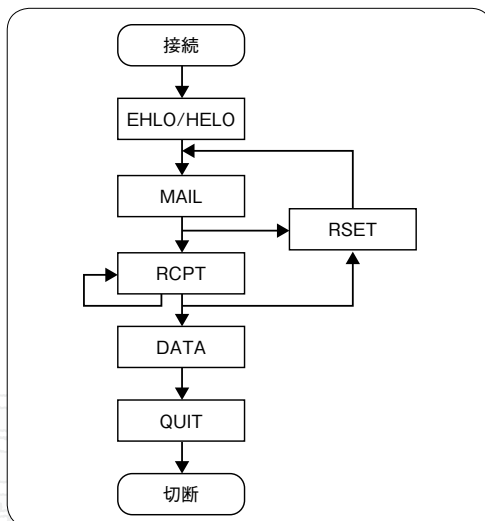 接続
EHLO/HELO
MAIL
RSET
RCPT
DATA
QUIT
切断